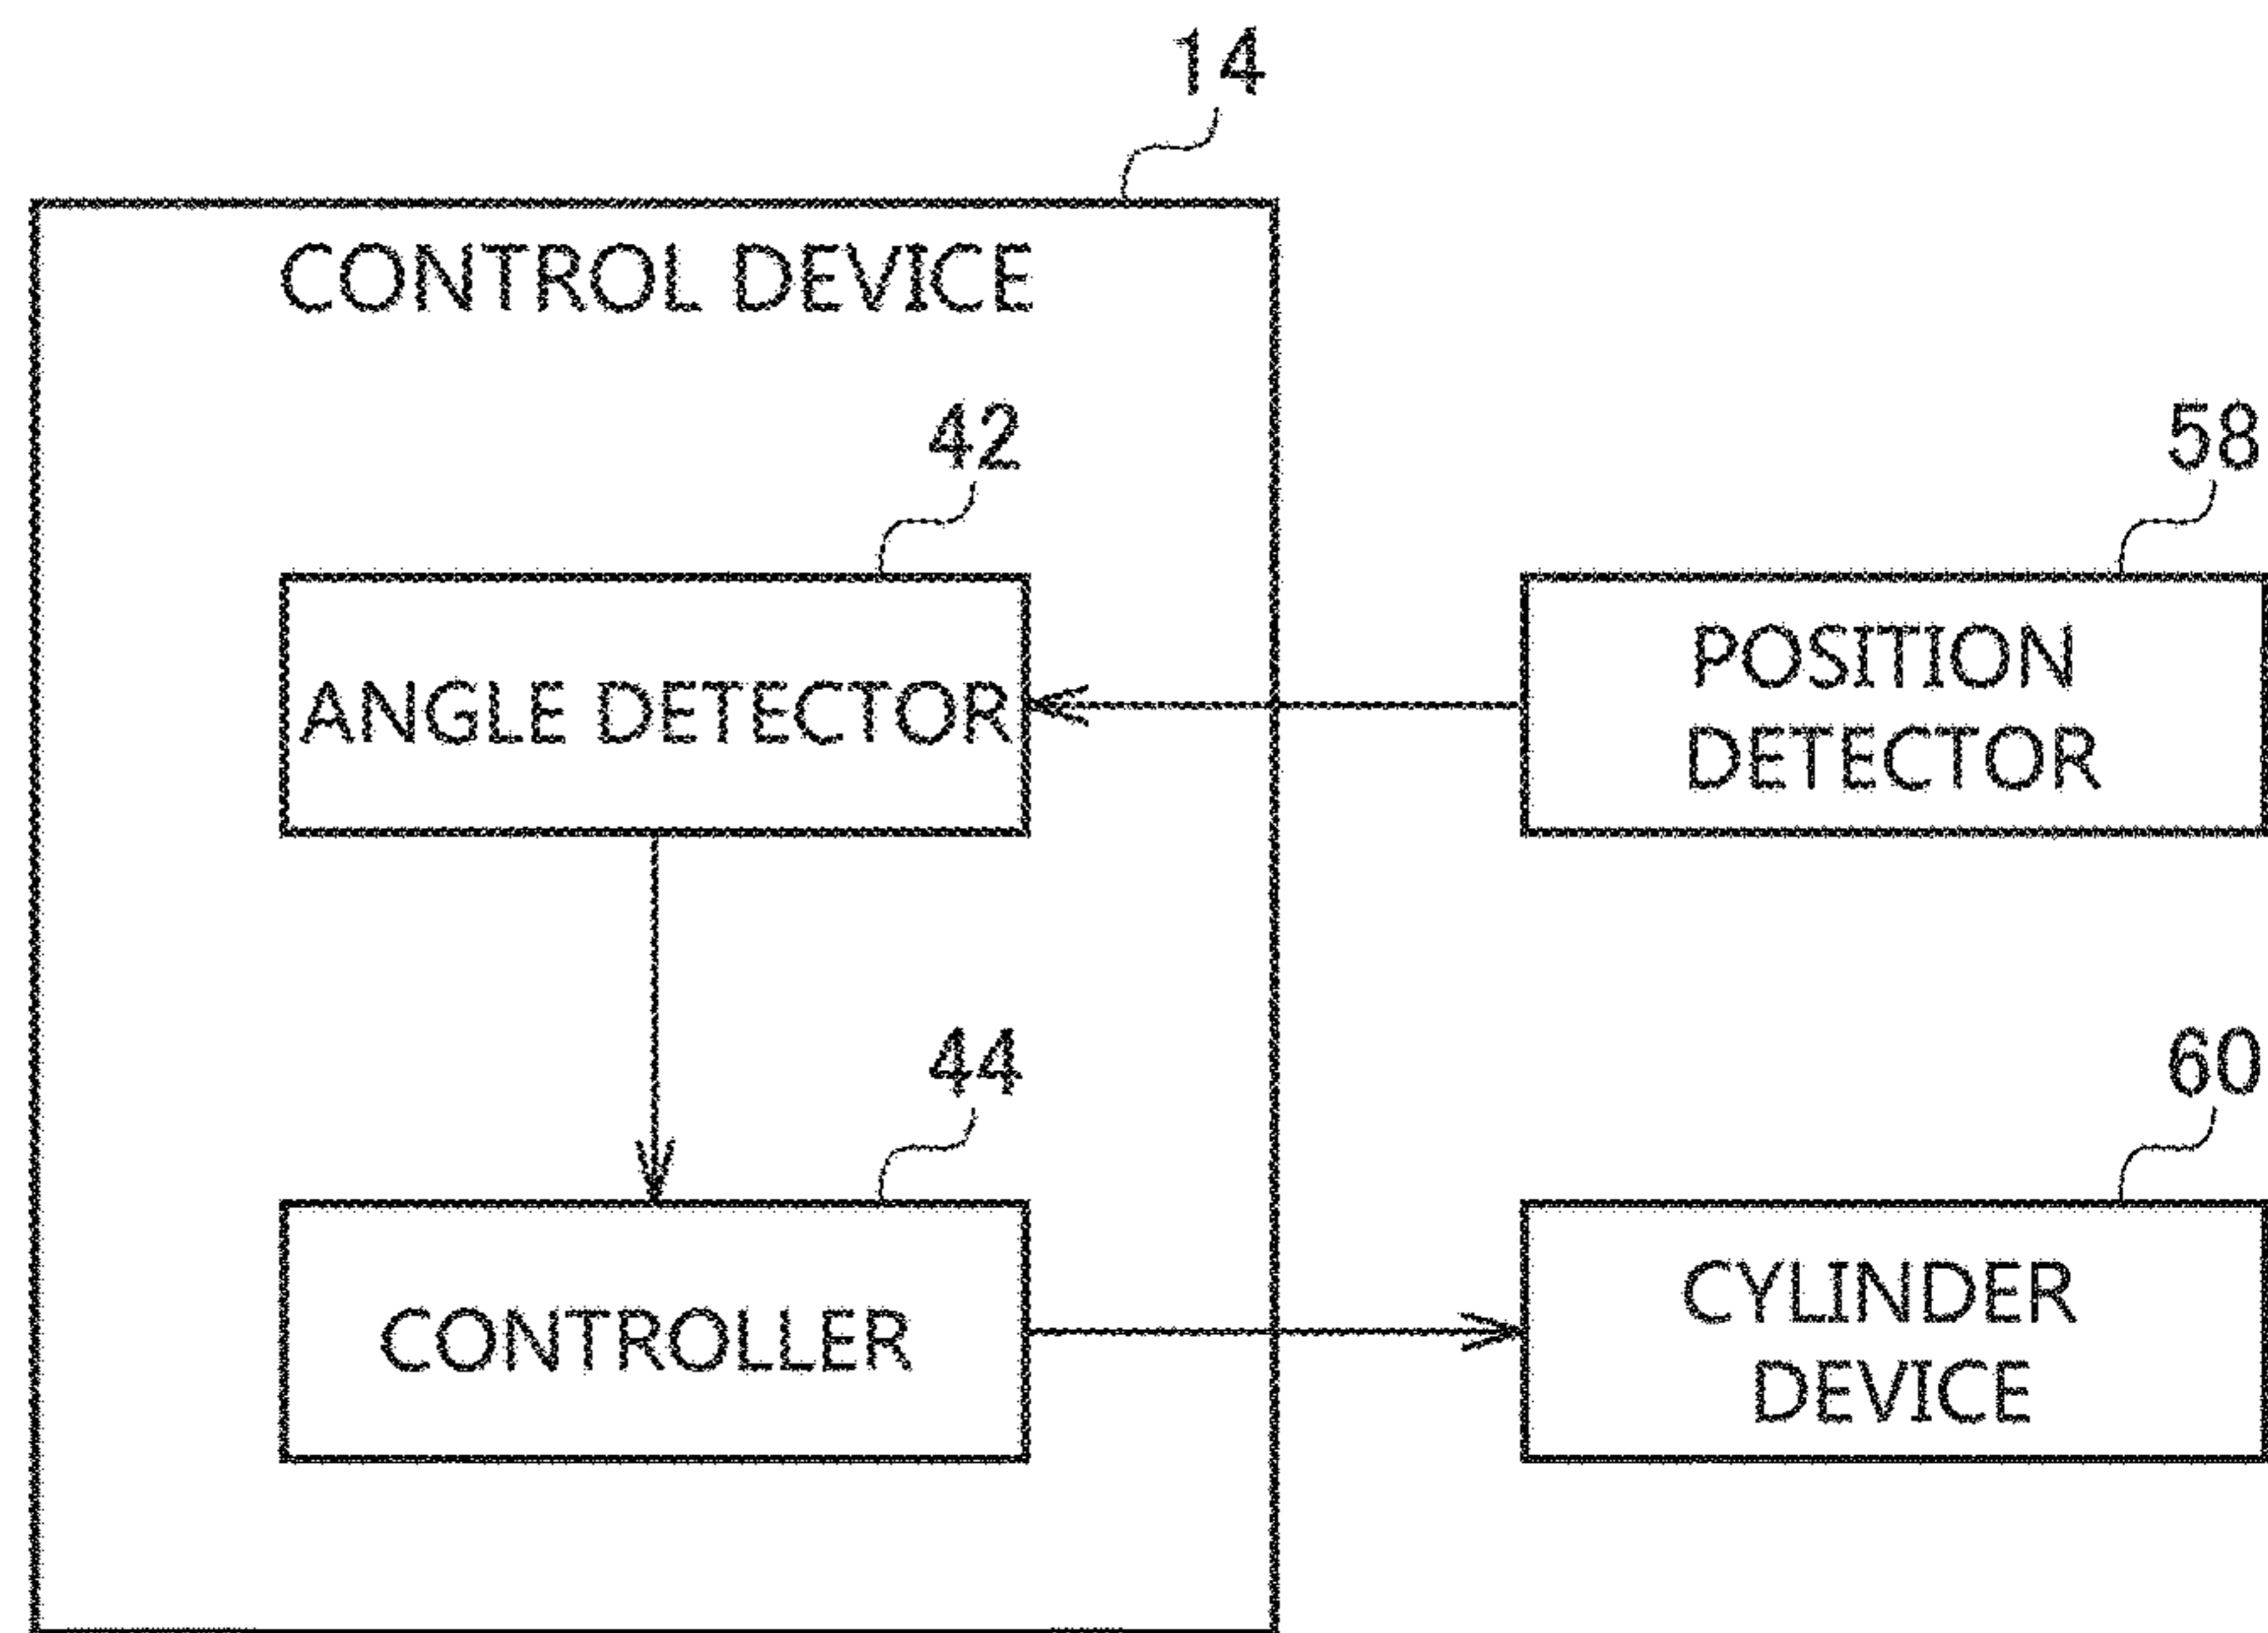 14
CONTROL DEVICE
42
ANGLE DETECTOR
58
POSITION
DETECTOR
44
CONTROLLER
60
CYLINDER
DEVICE